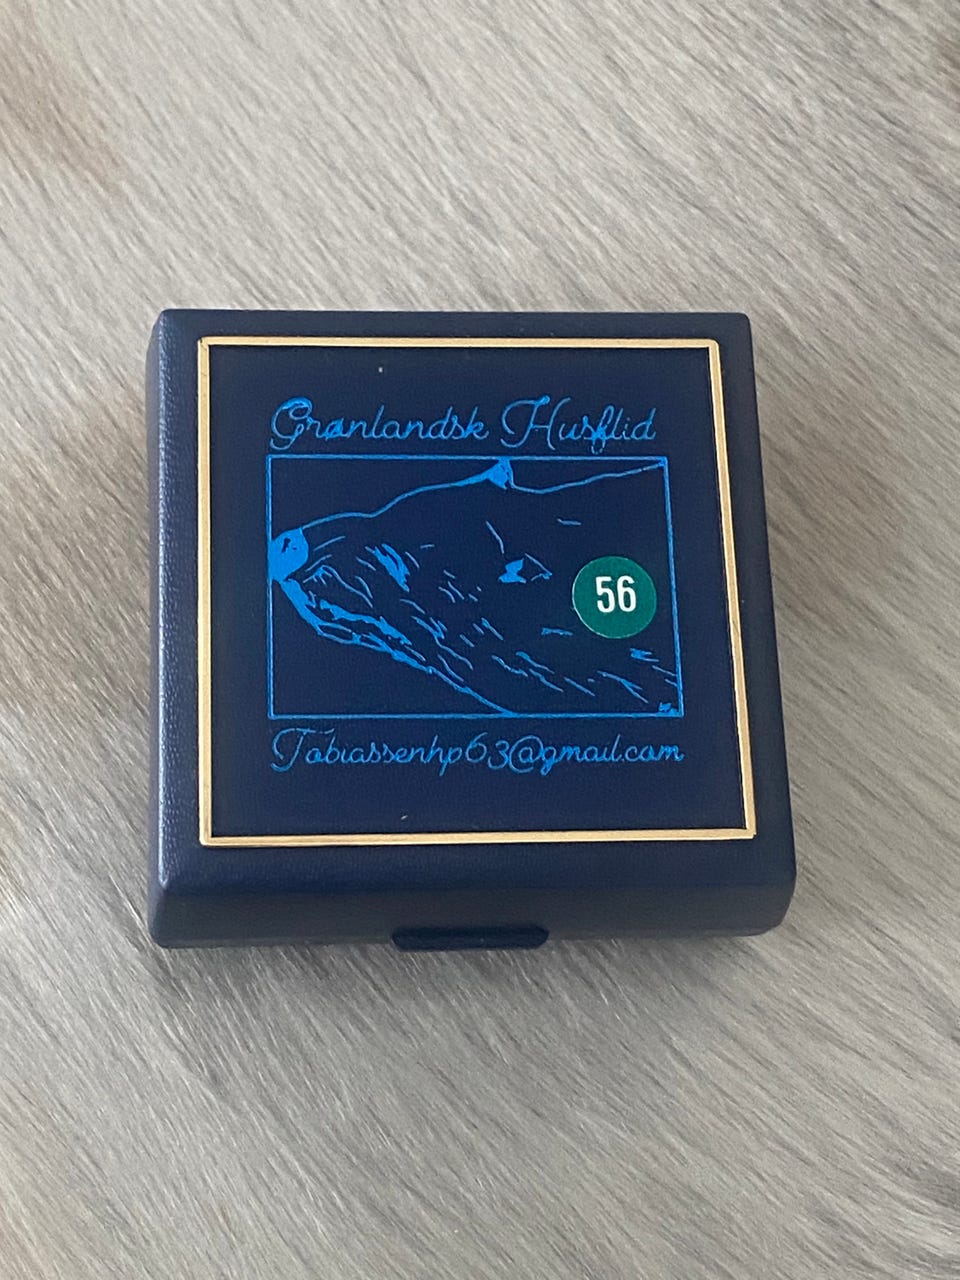 Grønlandsk Husflid
56
Tobiassenhp63@gmail.com